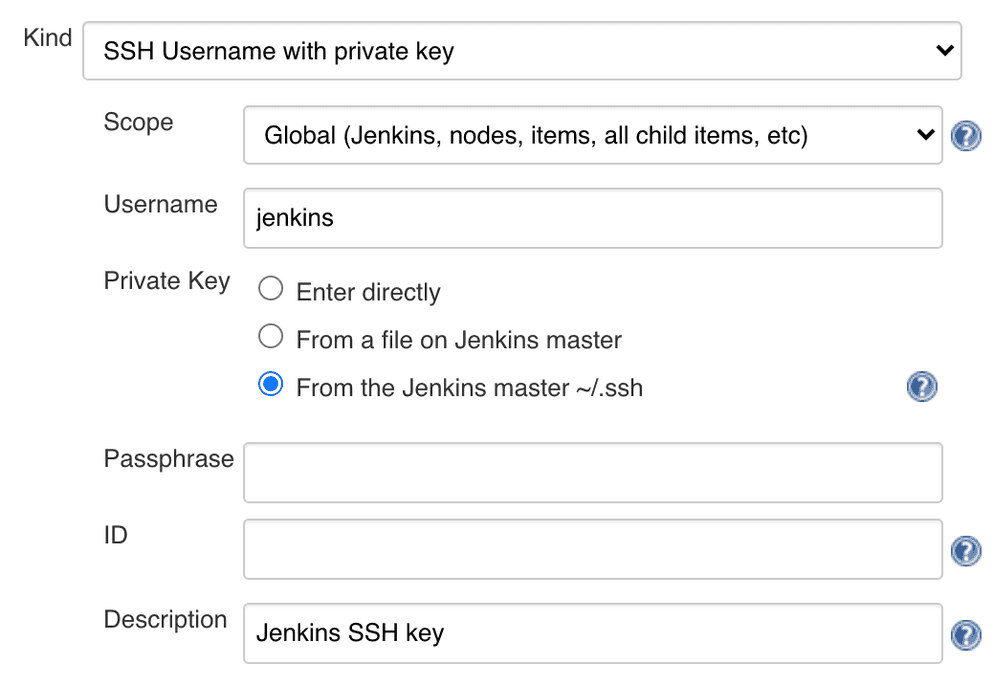 Kind SSH Username with private key
Scope Global (Jenkins, nodes, items, all child items, etc)
Username jenkins
Private Key Enter directly
From a file on Jenkins master
From the Jenkins master ~/.ssh
Passphrase
ID
Description Jenkins SSH key